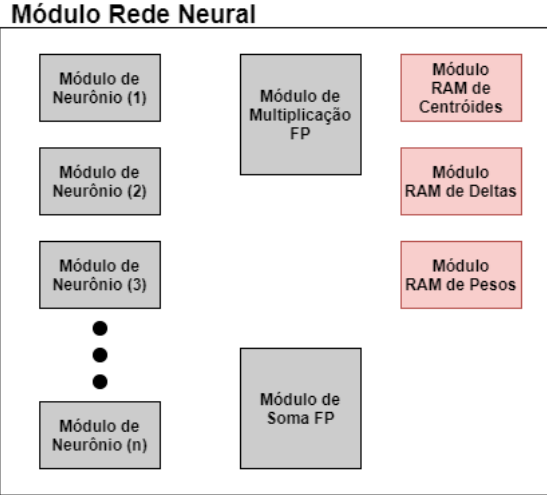 Módulo Rede Neural
Módulo de
Neurônio (1)
Módulo de
Neurônio (2)
Módulo de
Neurônio (3)
Módulo de
Neurônio (n)
Módulo de
Multiplicação
FP
Módulo de
Soma FP
Módulo
RAM de
Centróides
Módulo
RAM de Deltas
Módulo
RAM de Pesos